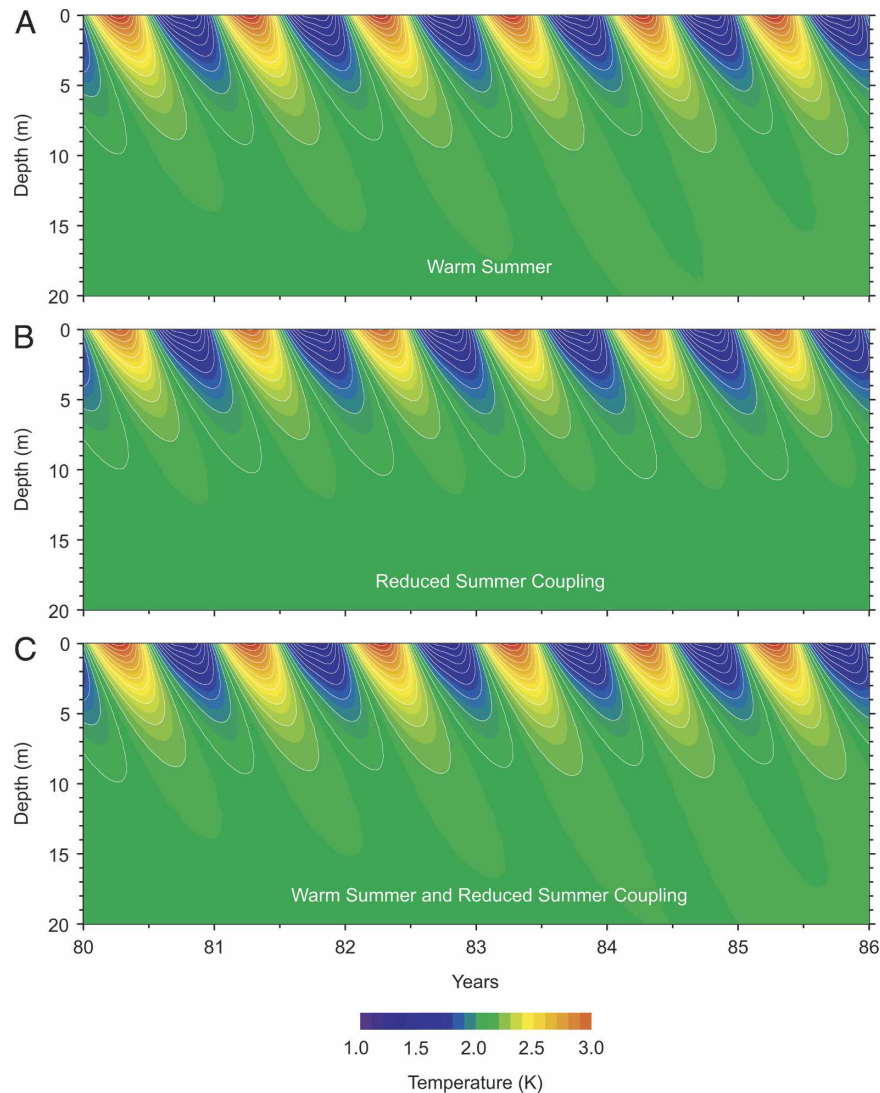 A
0
5
10
15
20
Depth (m)
Warm Summer
B
0
5
10
15
20
Depth (m)
Reduced Summer Coupling
C
0
5
10
15
20
Depth (m)
Warm Summer and Reduced Summer Coupling
80 81 82 83 84 85 86
Years
1.0 1.5 2.0 2.5 3.0
Temperature (K)